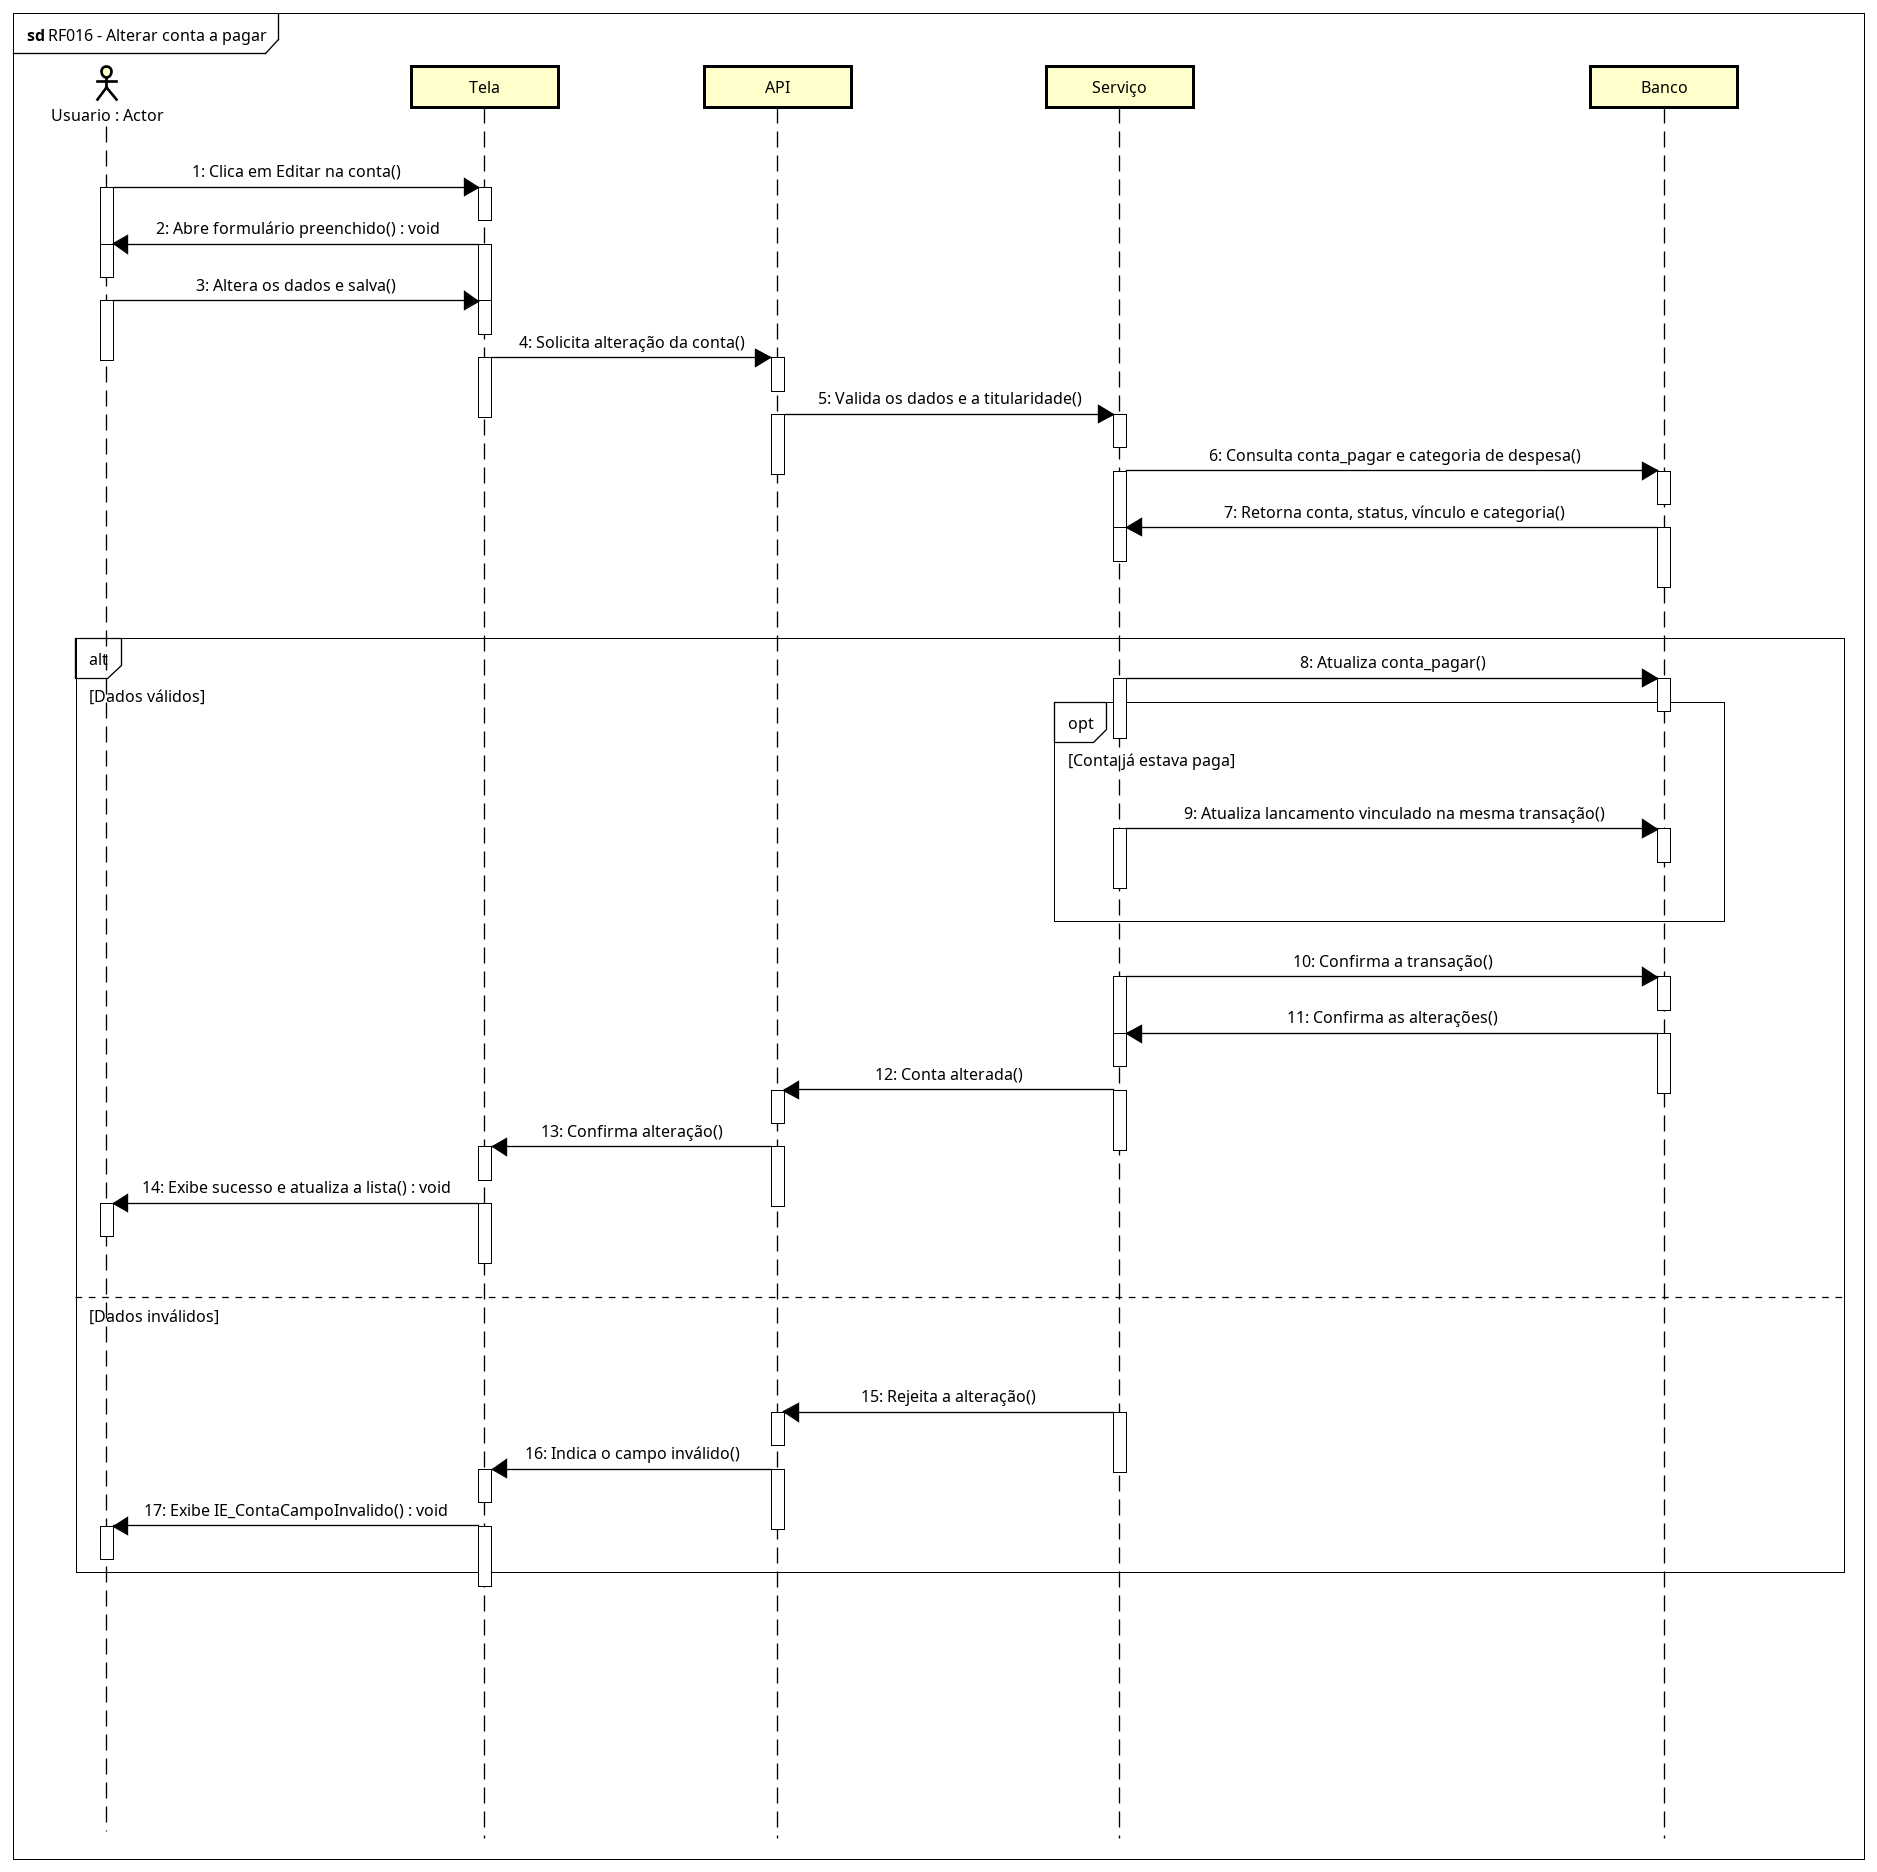 sd RF016 - Alterar conta a pagar
Usuario : Actor
Tela
API
Serviço
Banco
1: Clica em Editar na conta()
2: Abre formulário preenchido() : void
3: Altera os dados e salva()
4: Solicita alteração da conta()
5: Valida os dados e a titularidade()
6: Consulta conta_pagar e categoria de despesa()
7: Retorna conta, status, vínculo e categoria()
alt
8: Atualiza conta_pagar()
[Dados válidos]
opt
[Conta já estava paga]
9: Atualiza lancamento vinculado na mesma transação()
10: Confirma a transação()
11: Confirma as alterações()
12: Conta alterada()
13: Confirma alteração()
14: Exibe sucesso e atualiza a lista() : void
[Dados inválidos]
15: Rejeita a alteração()
16: Indica o campo inválido()
17: Exibe IE_ContaCampoInvalido() : void